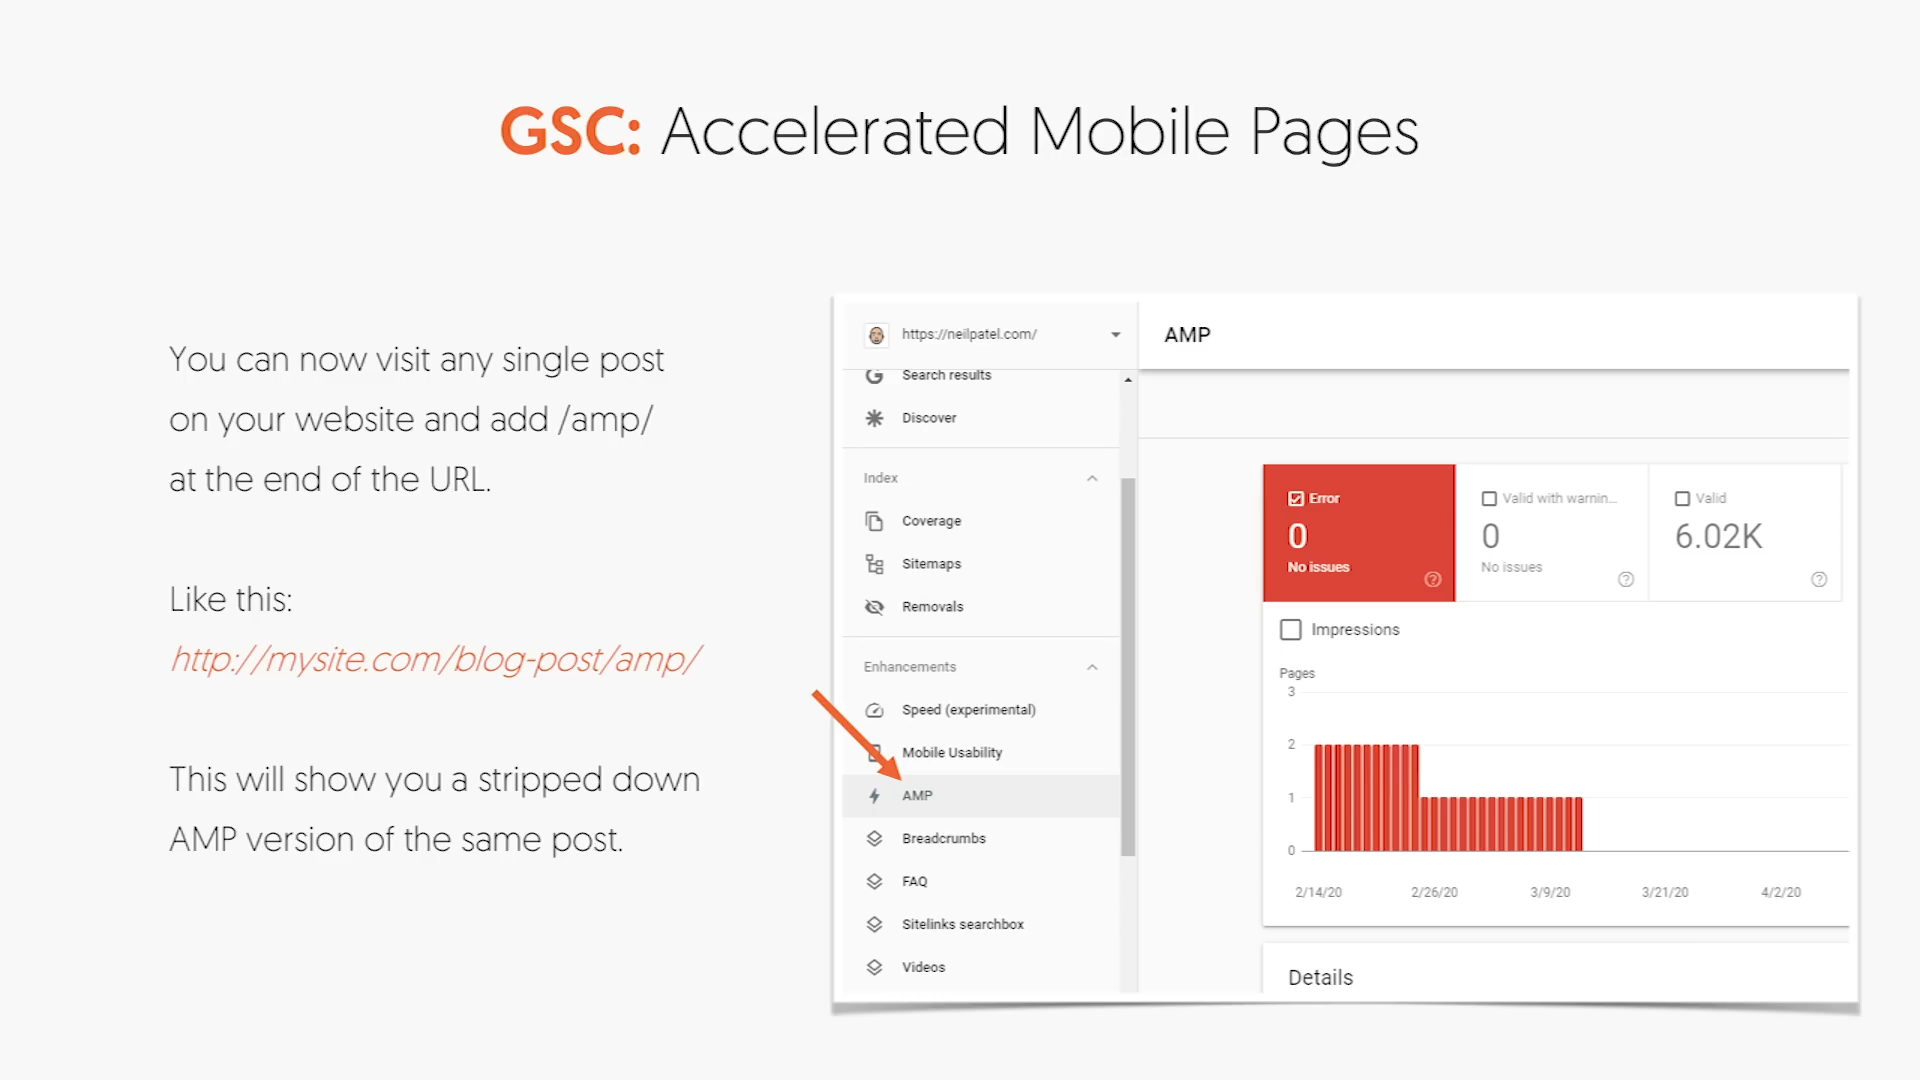 GSC: Accelerated Mobile Pages
You can now visit any single post
on your website and add /amp/
at the end of the URL.
Like this:
http://mysite.com/blog-post/amp/
This will show you a stripped down
AMP version of the same post.
https://neilpatel.com/
Search results
Discover
Index
Coverage
Sitemaps
Removals
Enhancements
Speed (experimental)
Mobile Usability
AMP
Breadcrumbs
FAQ
Sitelinks searchbox
Videos
AMP
Error
0
No issues
Valid with warnin...
0
No issues
Valid
6.02K
Impressions
Pages
3
2
1
0
2/14/20 2/26/20 3/9/20 3/21/20 4/2/20
Details